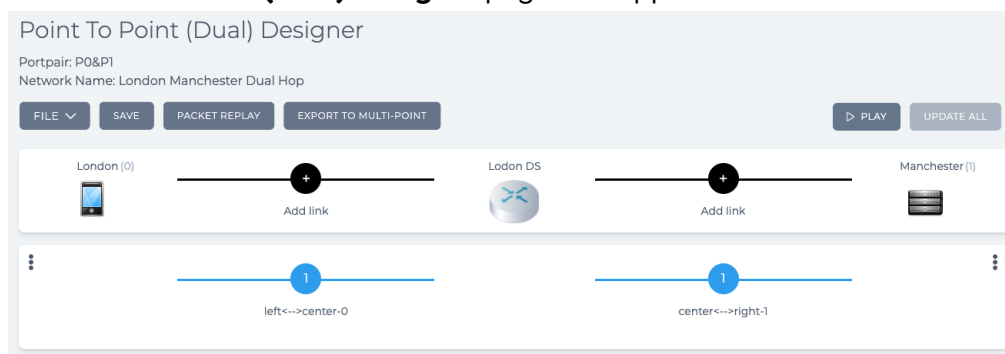 Point To Point (Dual) Designer
Portpair: P0&P1
Network Name: London Manchester Dual Hop
FILE SAVE PACKET REPLAY EXPORT TO MULTI-POINT PLAY UPDATE ALL
London (0) Lodon DS Manchester (1)
+ +
Add link Add link
1 1
left<-->center-0 center<-->right-1